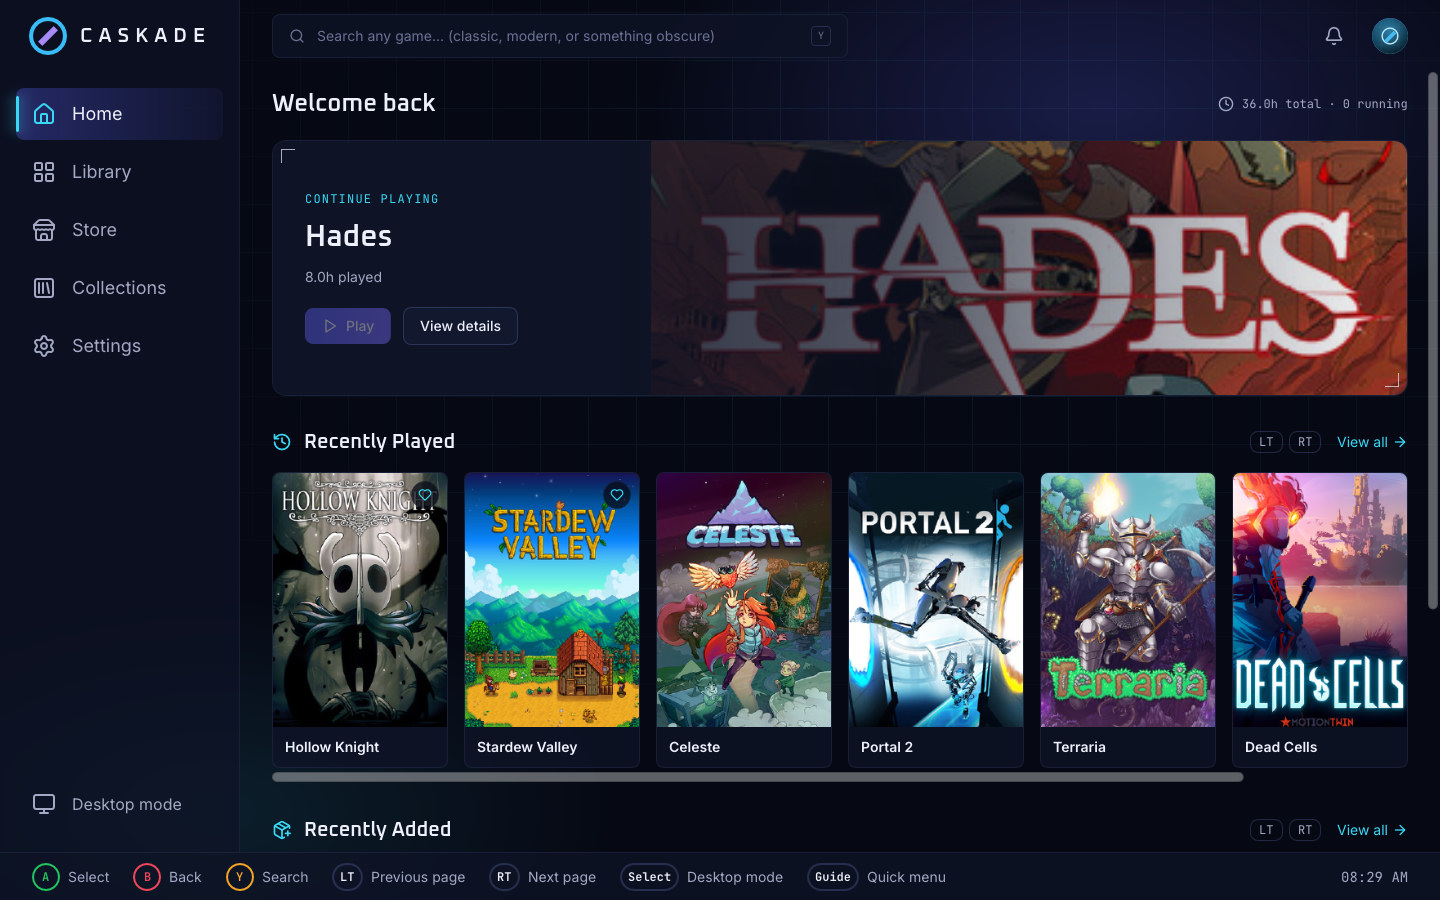 CASKADE
Search any game... (classic, modern, or something obscure)
Y
Home
Library
Store
Collections
Settings
Desktop mode
Welcome back
36.0h total · 0 running
CONTINUE PLAYING
Hades
8.0h played
Play
View details
HADES
Recently Played
LT
RT
View all
HOLLOW KNIGHT
STARDEW
VALLEY
CELESTE
PORTAL 2
Terraria
DEAD CELLS
MOTIONTWIN
Hollow Knight
Stardew Valley
Celeste
Portal 2
Terraria
Dead Cells
Recently Added
LT
RT
View all
A Select
B Back
Y Search
LT Previous page
RT Next page
Select Desktop mode
Guide Quick menu
08:29 AM